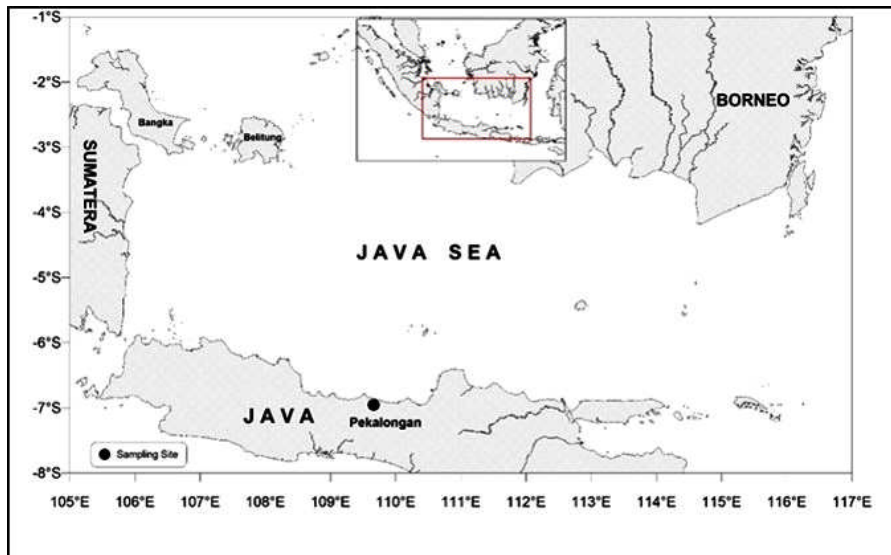 -1°S
-2°S
-3°S
-4°S
-5°S
-6°S
-7°S
-8°S
105°E 106°E 107°E 108°E 109°E 110°E 111°E 112°E 113°E 114°E 115°E 116°E 117°E
SUMATERA
Bangka
Belitung
BORNEO
JAVA SEA
JAVA
Pekalongan
Sampling Site